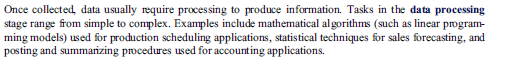 Once collected, data usually require processing to produce information. Tasks in the data processing
stage range from simple to complex. Examples include mathematical algorithms (such as linear program-
ming models) used for production scheduling applications, statistical techniques for sales forecasting, and
posting and summarizing procedures used for accounting applications.